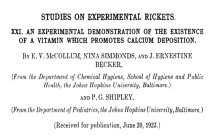 STUDIES ON EXPERIMENTAL RICKETS.
XXI. AN EXPERIMENTAL DEMONSTRATION OF THE EXISTENCE
OF A VITAMIN WHICH PROMOTES CALCIUM DEPOSITION.
BY E. V. McCOLLUM, NINA SIMMONDS, AND J. ERNESTINE
BECKER,
(From the Department of Chemical Hygiene, School of Hygiene and Public
Health, the Johns Hopkins University, Baltimore.)
AND P. G. SHIPLEY.
(From the Department of Pediatrics, the Johns Hopkins University, Baltimore.)
(Received for publication, June 20, 1922.)